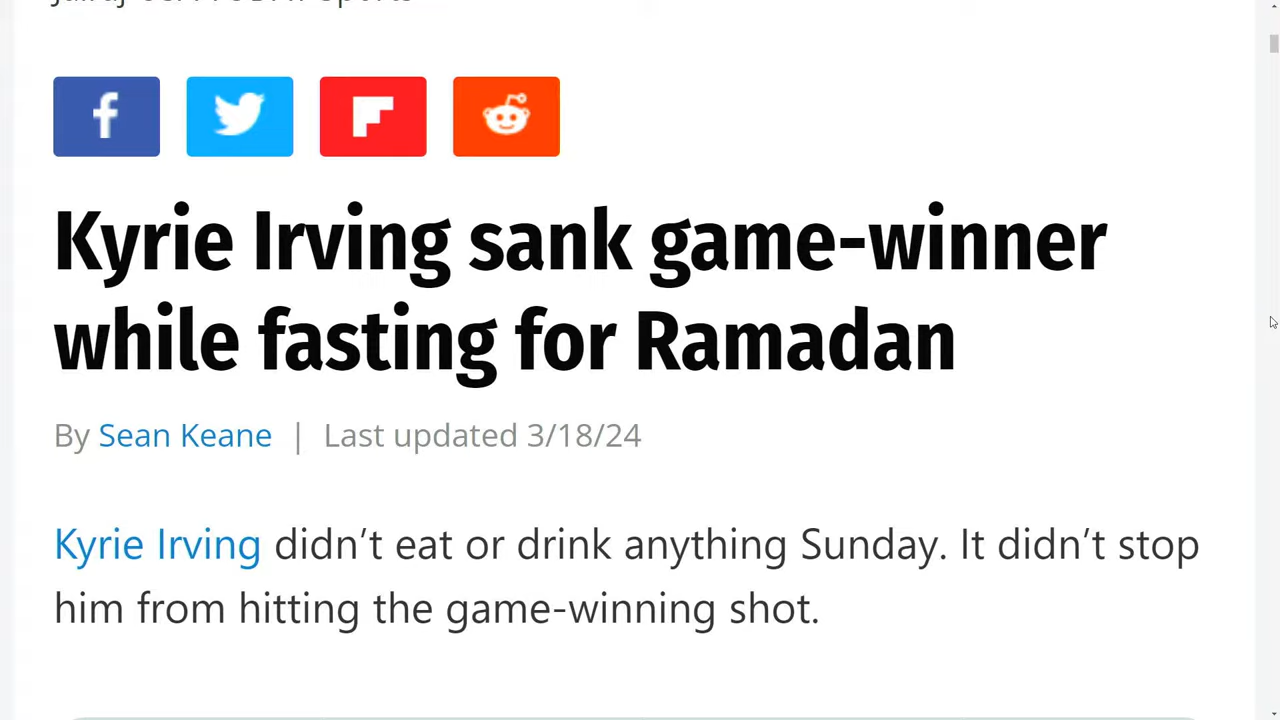 Kyrie Irving sank game-winner
while fasting for Ramadan
By Sean Keane | Last updated 3/18/24
Kyrie Irving didn’t eat or drink anything Sunday. It didn’t stop
him from hitting the game-winning shot.